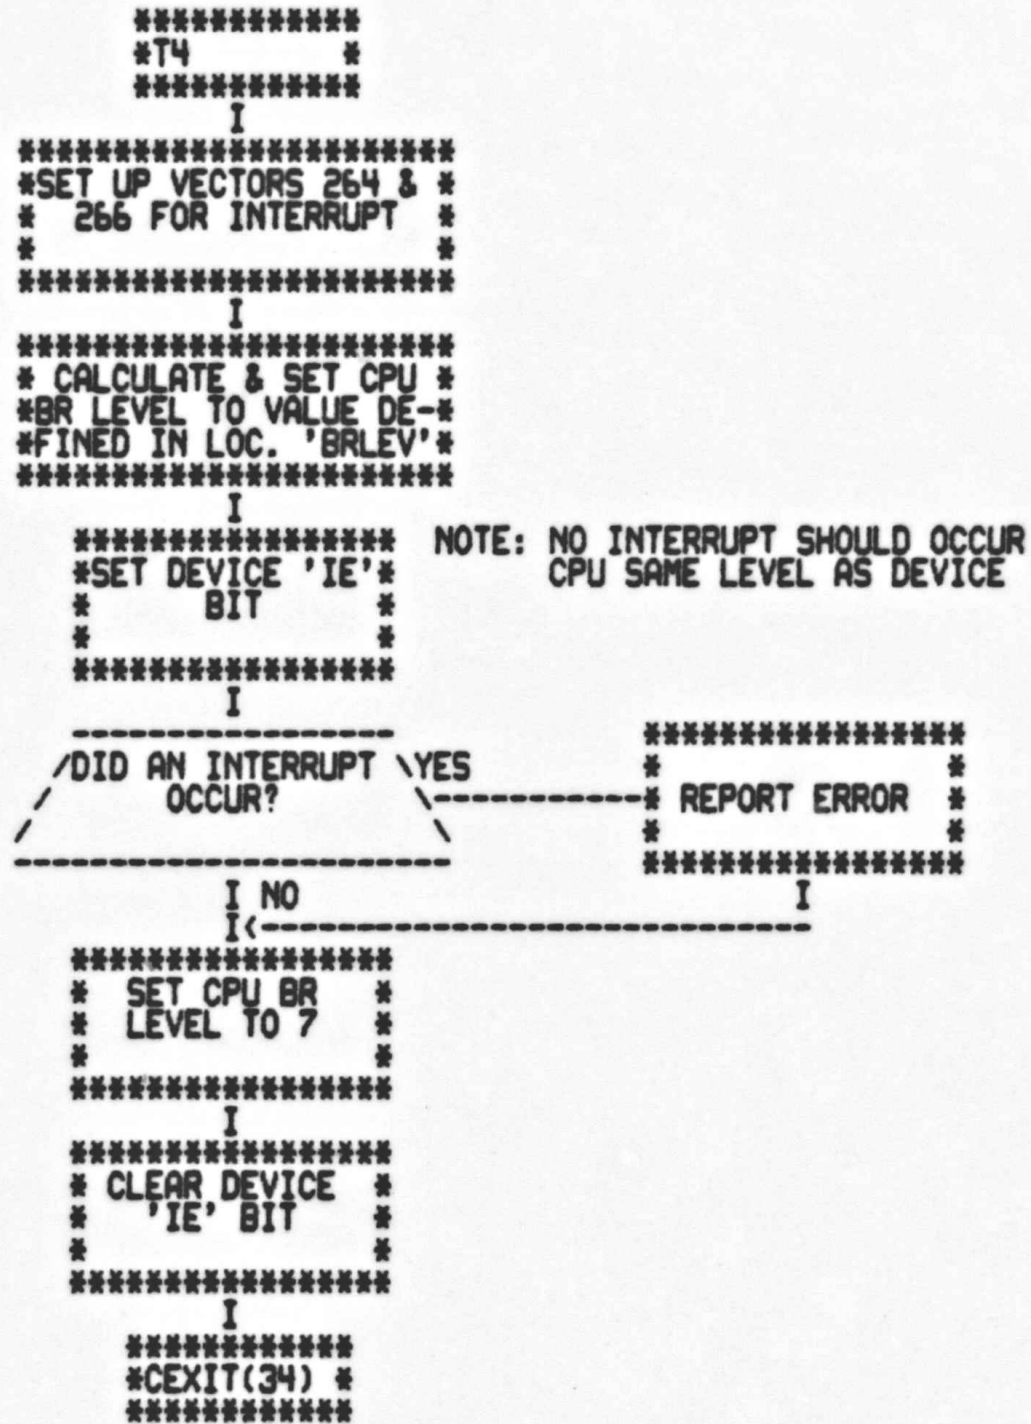 ************
*T4        *
************
I
***********************
*SET UP VECTORS 264 & *
*  266 FOR INTERRUPT  *
*                     *
***********************
I
***********************
* CALCULATE & SET CPU *
*BR LEVEL TO VALUE DE-*
*FINED IN LOC. 'BRLEV'*
***********************
I
*****************
*SET DEVICE 'IE'*
*      BIT      *
*               *
*****************
NOTE: NO INTERRUPT SHOULD OCCUR
CPU SAME LEVEL AS DEVICE
I
-----------------
/DID AN INTERRUPT \YES
/      OCCUR?       \-----------
/                     \
-----------------------
*****************
*               *
* REPORT ERROR  *
*               *
*****************
I NO
I
I<-----------------------------
*****************
*  SET CPU BR   *
*  LEVEL TO 7   *
*               *
*****************
I
*****************
* CLEAR DEVICE  *
*   'IE' BIT    *
*               *
*****************
I
************
*CEXIT(34) *
************